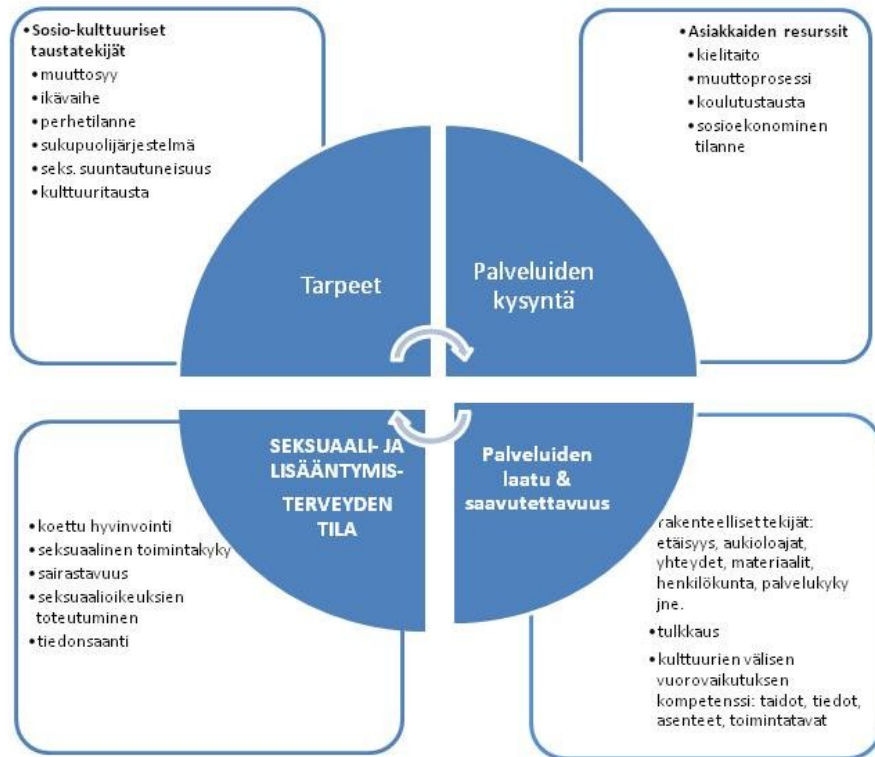 • Sosio-kulttuuriset
taustatekijät
• muuttosyy
• ikävaihe
• perhetilanne
• sukupuolijärjestelmä
• seks. suuntautuneisuus
• kulttuuritausta
• Asiakkaiden resurssit
• kielitaito
• muuttoprosessi
• koulutustausta
• sosioekonominen
tilanne
Tarpeet
Palveluiden
kysyntä
SEKSUAALI- JA
LISÄÄNTYMIS-
TERVEYDEN
TILA
Palveluiden
laatu &
saavutettavuus
• koettu hyvinvointi
• seksuaalinen toimintakyky
• sairastavuus
• seksuaalioikeuksien
toteutuminen
• tiedonsaanti
rakenteelliset tekijät:
etäisyys, aukioloajat,
yhteydet, materiaalit,
henkilökunta, palvelukyky
jne.
• tulkkaus
• kulttuurien välisen
vuorovaikutuksen
kompetenssi: taidot, tiedot,
asenteet, toimintatavat